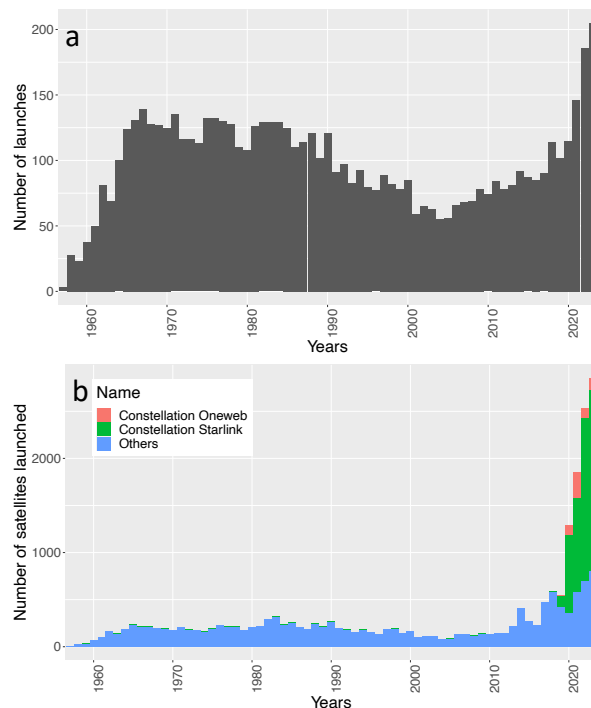 a
Number of launches
200
150
100
50
0
1960
1970
1980
1990
2000
2010
2020
Years
b
Name
Constellation Oneweb
Constellation Starlink
Others
Number of satellites launched
2000
1000
0
1960
1970
1980
1990
2000
2010
2020
Years